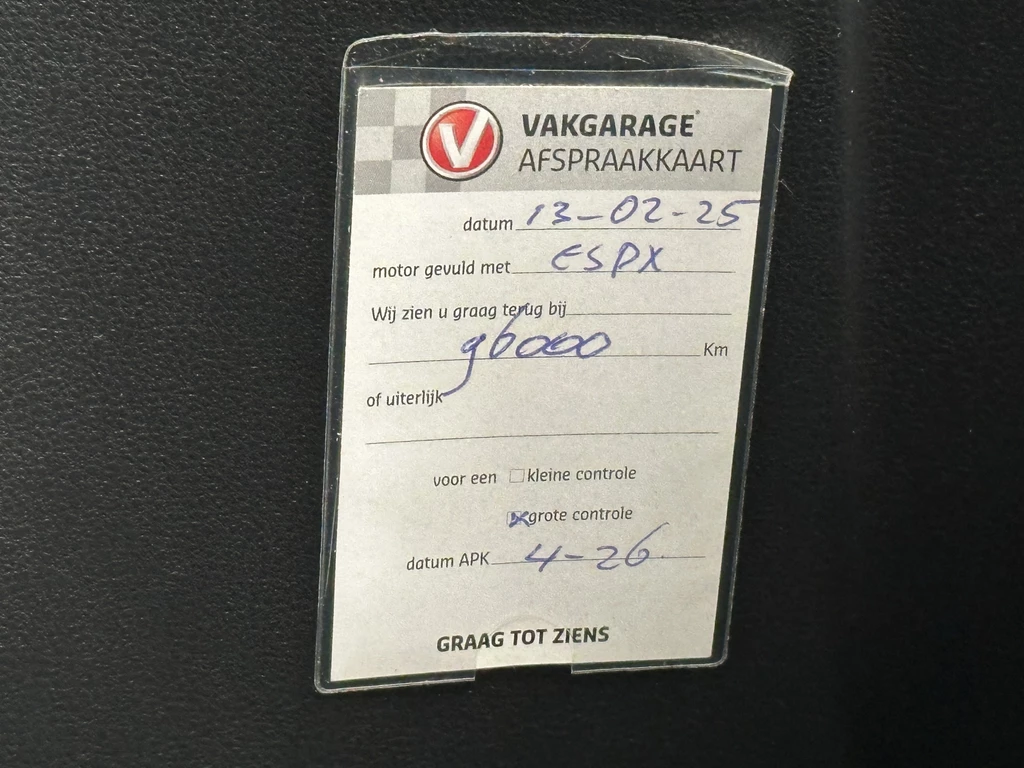 V VAKGARAGE®
AFSPRAAKKAART
datum 13-02-25
motor gevuld met ESPX
Wij zien u graag terug bij
96000 Km
of uiterlijk
voor een kleine controle
grote controle
datum APK 4-26
GRAAG TOT ZIENS